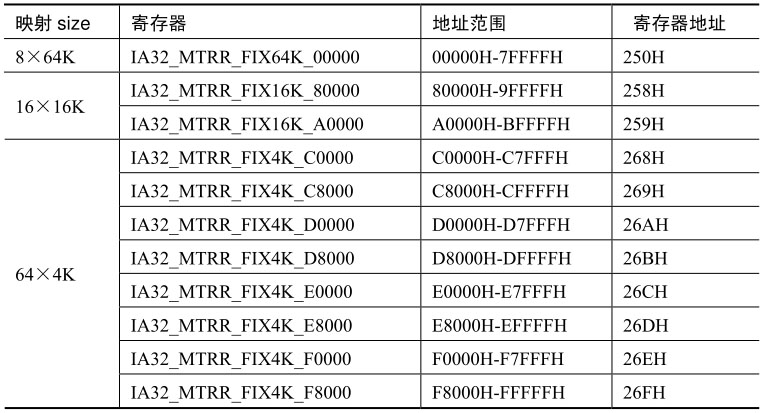 映射 size 寄存器 地址范围 寄存器地址
8×64K IA32_MTRR_FIX64K_00000 00000H-7FFFFH 250H
16×16K IA32_MTRR_FIX16K_80000 80000H-9FFFFH 258H
IA32_MTRR_FIX16K_A0000 A0000H-BFFFFH 259H
64×4K IA32_MTRR_FIX4K_C0000 C0000H-C7FFFH 268H
IA32_MTRR_FIX4K_C8000 C8000H-CFFFFH 269H
IA32_MTRR_FIX4K_D0000 D0000H-D7FFFH 26AH
IA32_MTRR_FIX4K_D8000 D8000H-DFFFFH 26BH
IA32_MTRR_FIX4K_E0000 E0000H-E7FFFH 26CH
IA32_MTRR_FIX4K_E8000 E8000H-EFFFFH 26DH
IA32_MTRR_FIX4K_F0000 F0000H-F7FFFH 26EH
IA32_MTRR_FIX4K_F8000 F8000H-FFFFFH 26FH